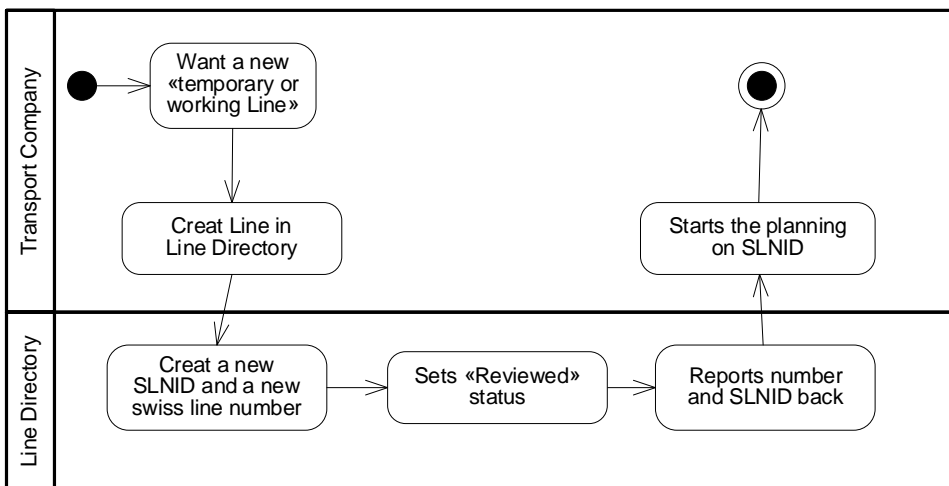 Transport Company
Want a new
«temporary or
working Line»
Creat Line in
Line Directory
Starts the planning
on SLNID
Line Directory
Creat a new
SLNID and a new
swiss line number
Sets «Reviewed»
status
Reports number
and SLNID back